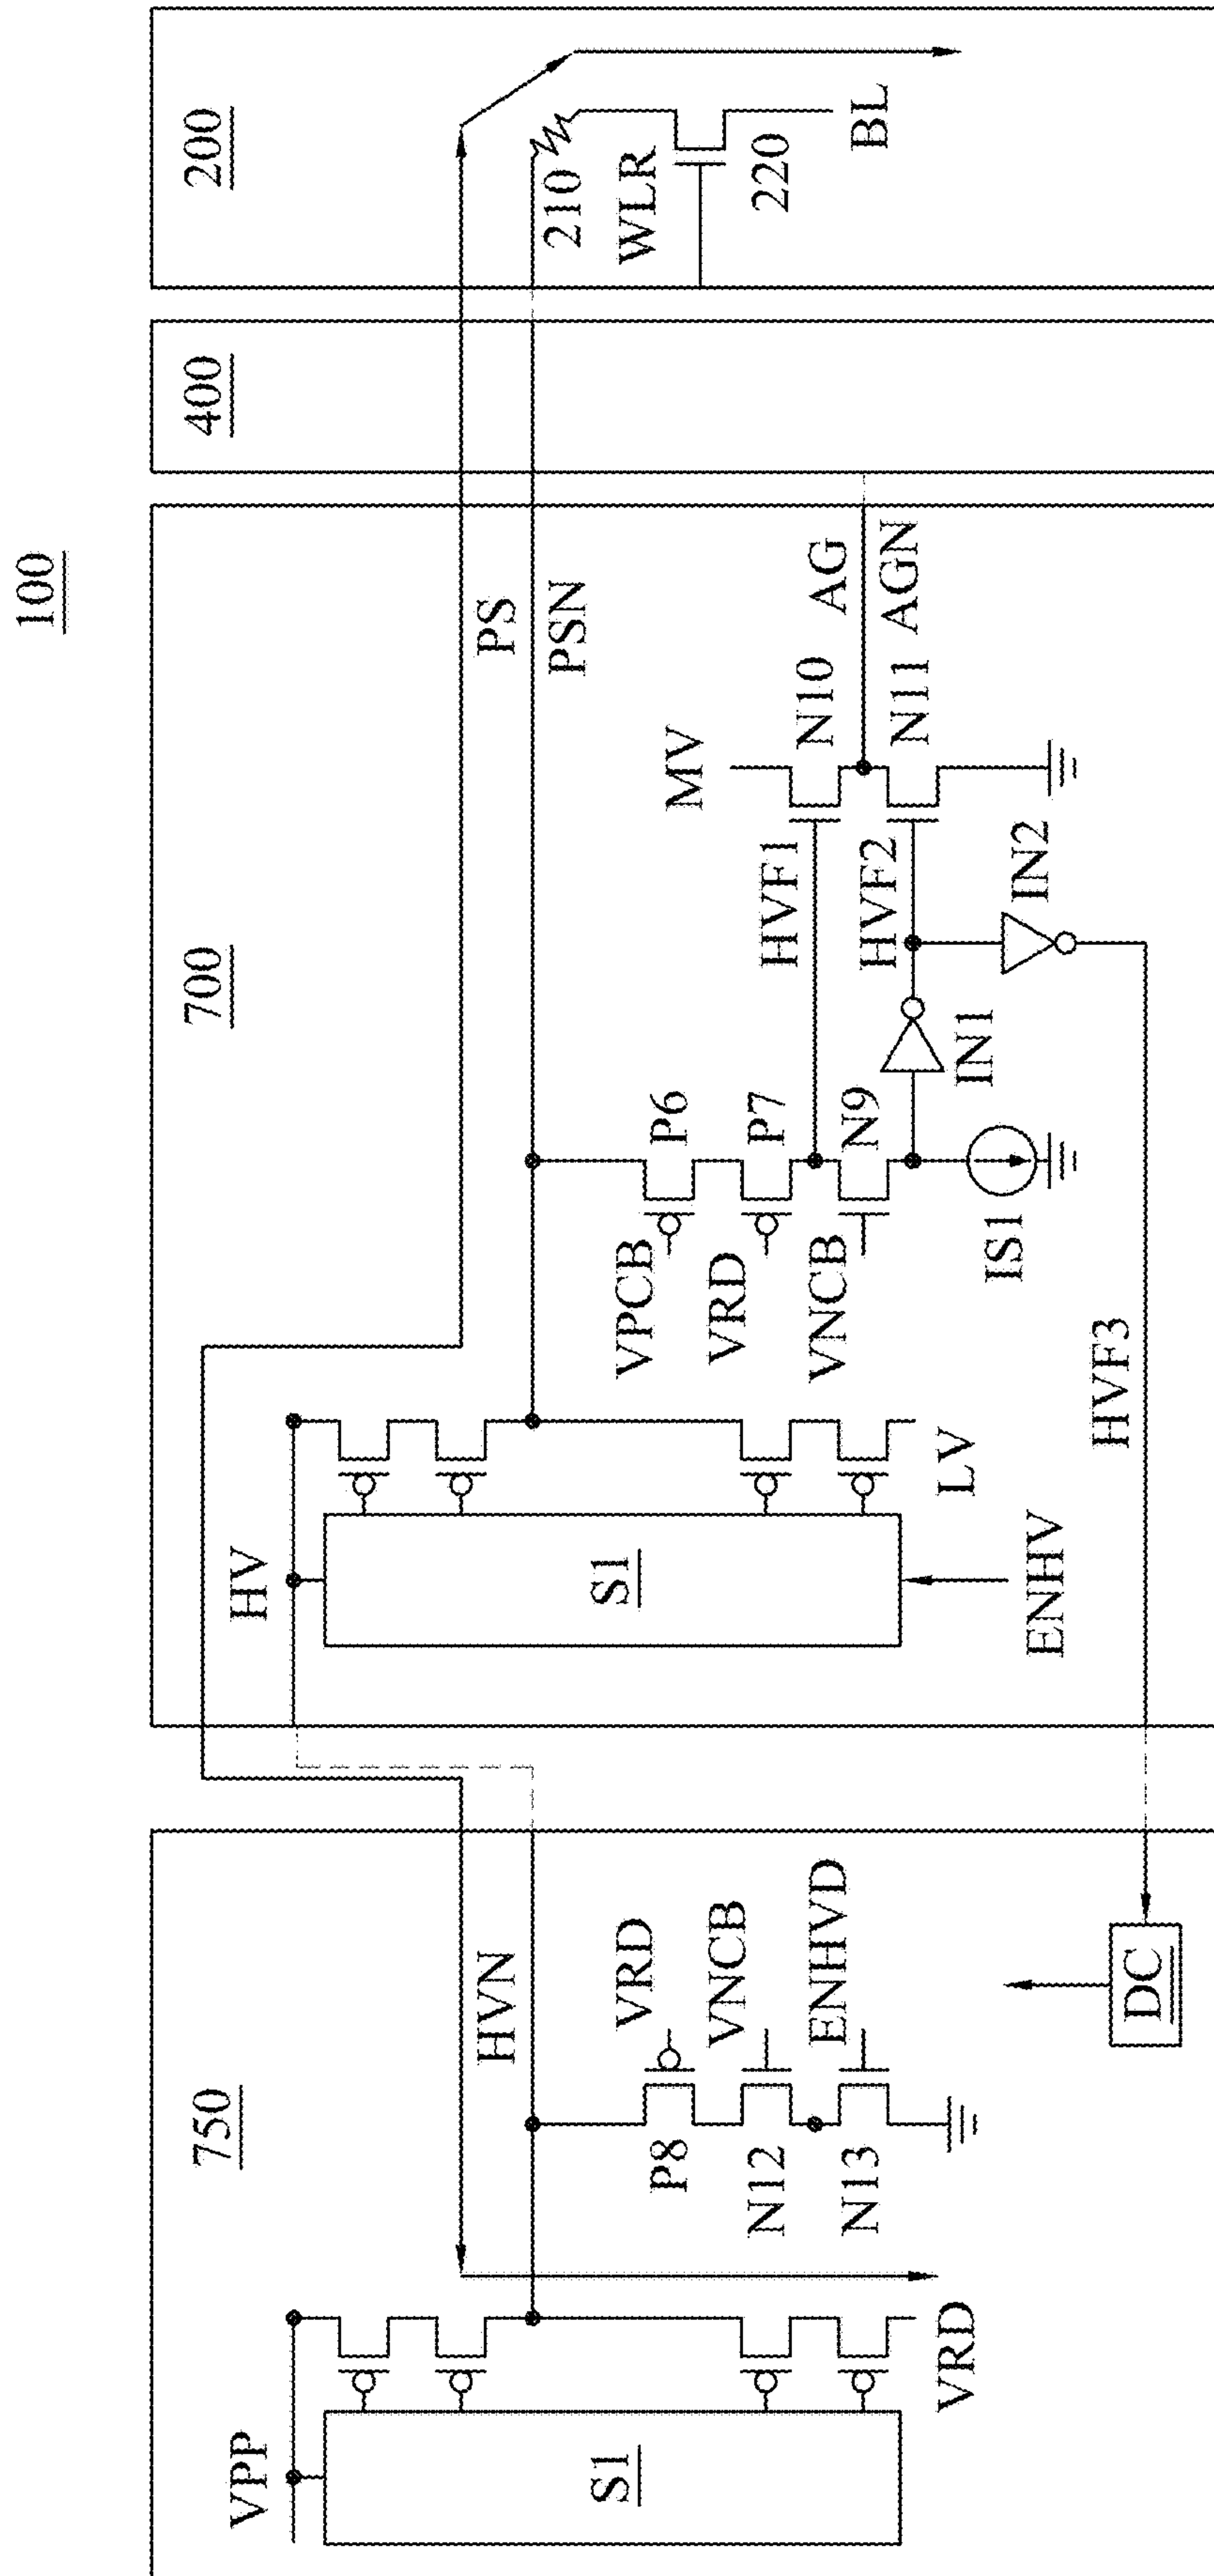 100
750
700
400
200
VPP
S1
VRD
HVN
P8
N12
N13
VRD
VNCB
ENHVD
DC
HV
S1
LV
ENHV
HVF3
PS
PSN
VPCB
VRD
VNCB
P6
P7
N9
IS1
IN1
IN2
HVF1
HVF2
MV
N10
N11
AG
AGN
210
WLR
220
BL